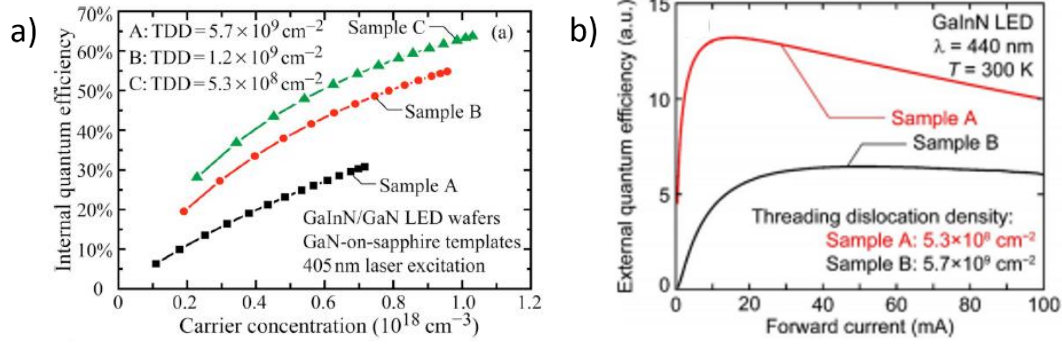 a)
Internal quantum efficiency
70%
60%
50%
40%
30%
20%
10%
0
A: TDD = 5.7 × 10⁹ cm⁻²
B: TDD = 1.2 × 10⁹ cm⁻²
C: TDD = 5.3 × 10⁸ cm⁻²
Sample C
(a)
Sample B
Sample A
GaInN/GaN LED wafers
GaN-on-sapphire templates
405 nm laser excitation
0 0.2 0.4 0.6 0.8 1.0 1.2
Carrier concentration (10¹⁸ cm⁻³)
b)
External quantum efficiency (a.u.)
15
10
5
0
GaInN LED
λ = 440 nm
T = 300 K
Sample A
Sample B
Threading dislocation density:
Sample A: 5.3×10⁸ cm⁻²
Sample B: 5.7×10⁹ cm⁻²
0 20 40 60 80 100
Forward current (mA)